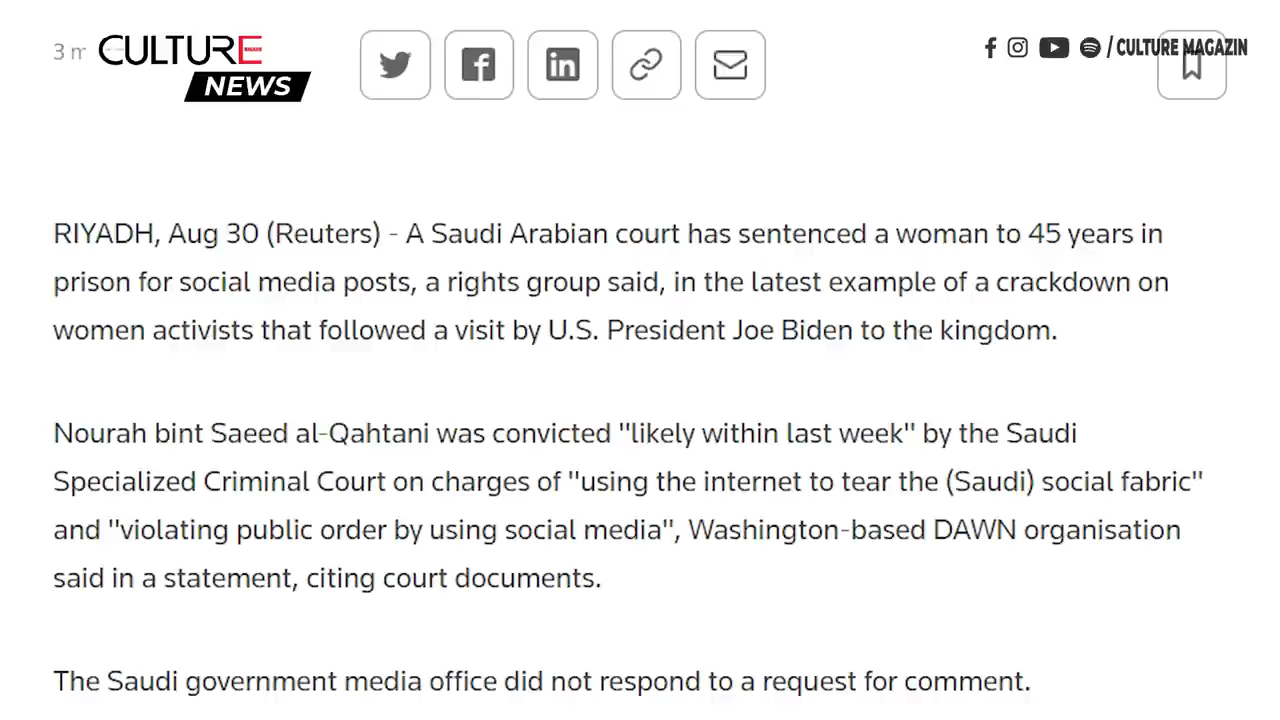 3 m
CULTURE
NEWS
/ CULTURE MAGAZIN
RIYADH, Aug 30 (Reuters) - A Saudi Arabian court has sentenced a woman to 45 years in
prison for social media posts, a rights group said, in the latest example of a crackdown on
women activists that followed a visit by U.S. President Joe Biden to the kingdom.
Nourah bint Saeed al-Qahtani was convicted "likely within last week" by the Saudi
Specialized Criminal Court on charges of "using the internet to tear the (Saudi) social fabric"
and "violating public order by using social media", Washington-based DAWN organisation
said in a statement, citing court documents.
The Saudi government media office did not respond to a request for comment.